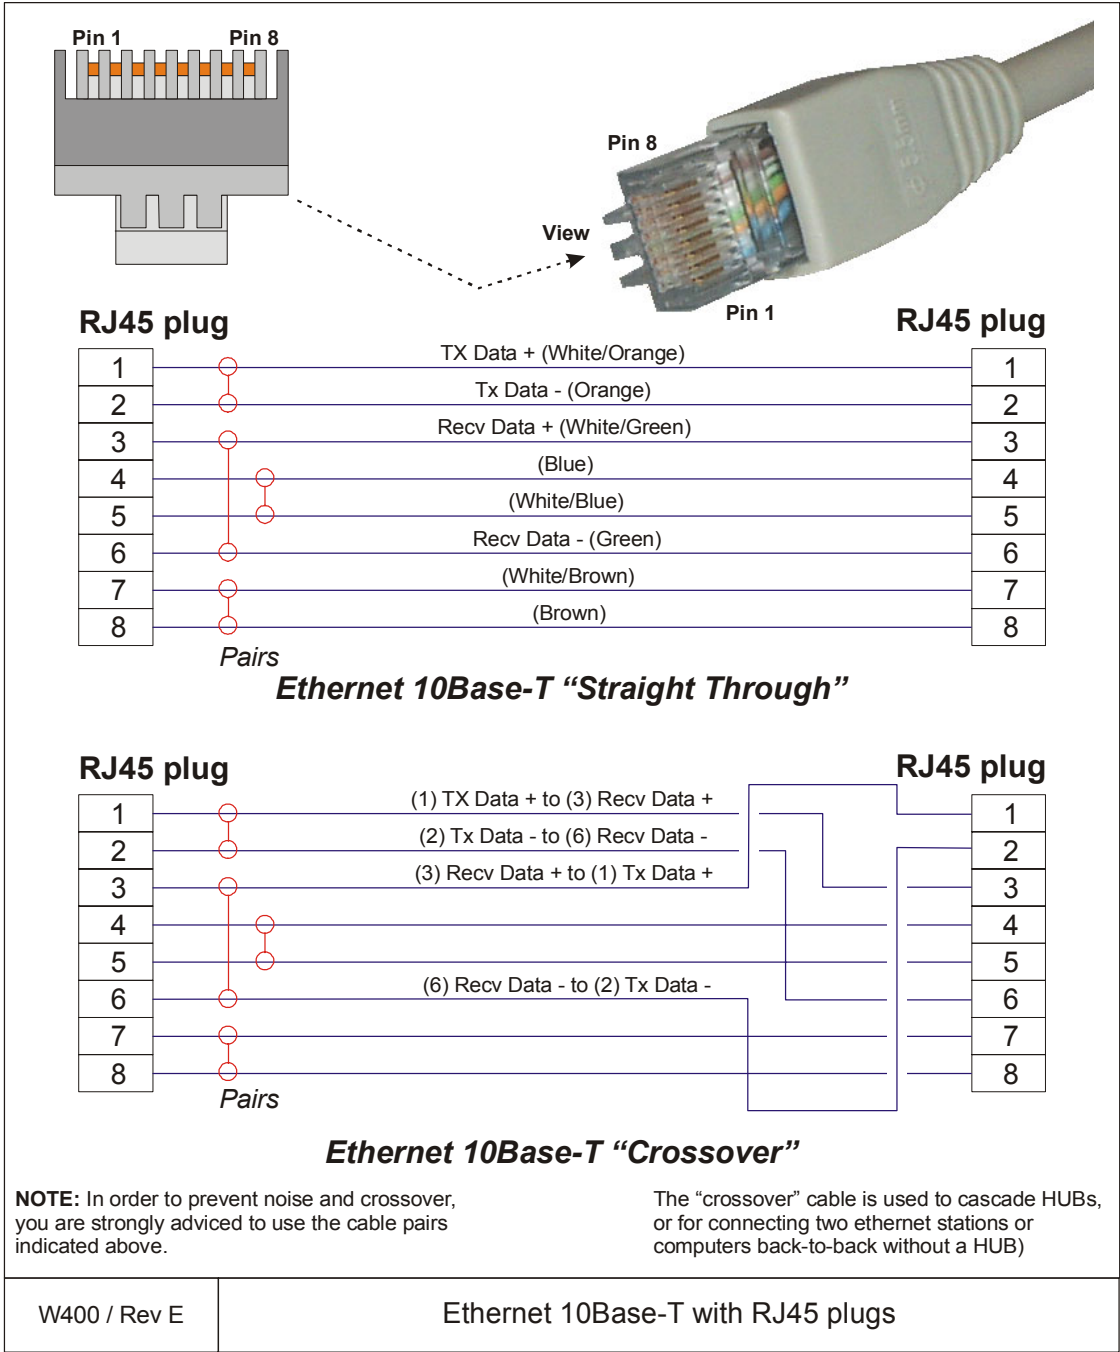 Pin 1 Pin 8
Pin 8
View
Pin 1
RJ45 plug RJ45 plug
1 TX Data + (White/Orange) 1
2 Tx Data - (Orange) 2
3 Recv Data + (White/Green) 3
4 (Blue) 4
5 (White/Blue) 5
6 Recv Data - (Green) 6
7 (White/Brown) 7
8 (Brown) 8
Pairs
Ethernet 10Base-T “Straight Through”
RJ45 plug RJ45 plug
1 (1) TX Data + to (3) Recv Data + 1
2 (2) Tx Data - to (6) Recv Data - 2
3 (3) Recv Data + to (1) Tx Data + 3
4 4
5 5
6 (6) Recv Data - to (2) Tx Data - 6
7 7
8 8
Pairs
Ethernet 10Base-T “Crossover”
NOTE: In order to prevent noise and crossover,
you are strongly adviced to use the cable pairs
indicated above.
The “crossover” cable is used to cascade HUBs,
or for connecting two ethernet stations or
computers back-to-back without a HUB)
W400 / Rev E
Ethernet 10Base-T with RJ45 plugs